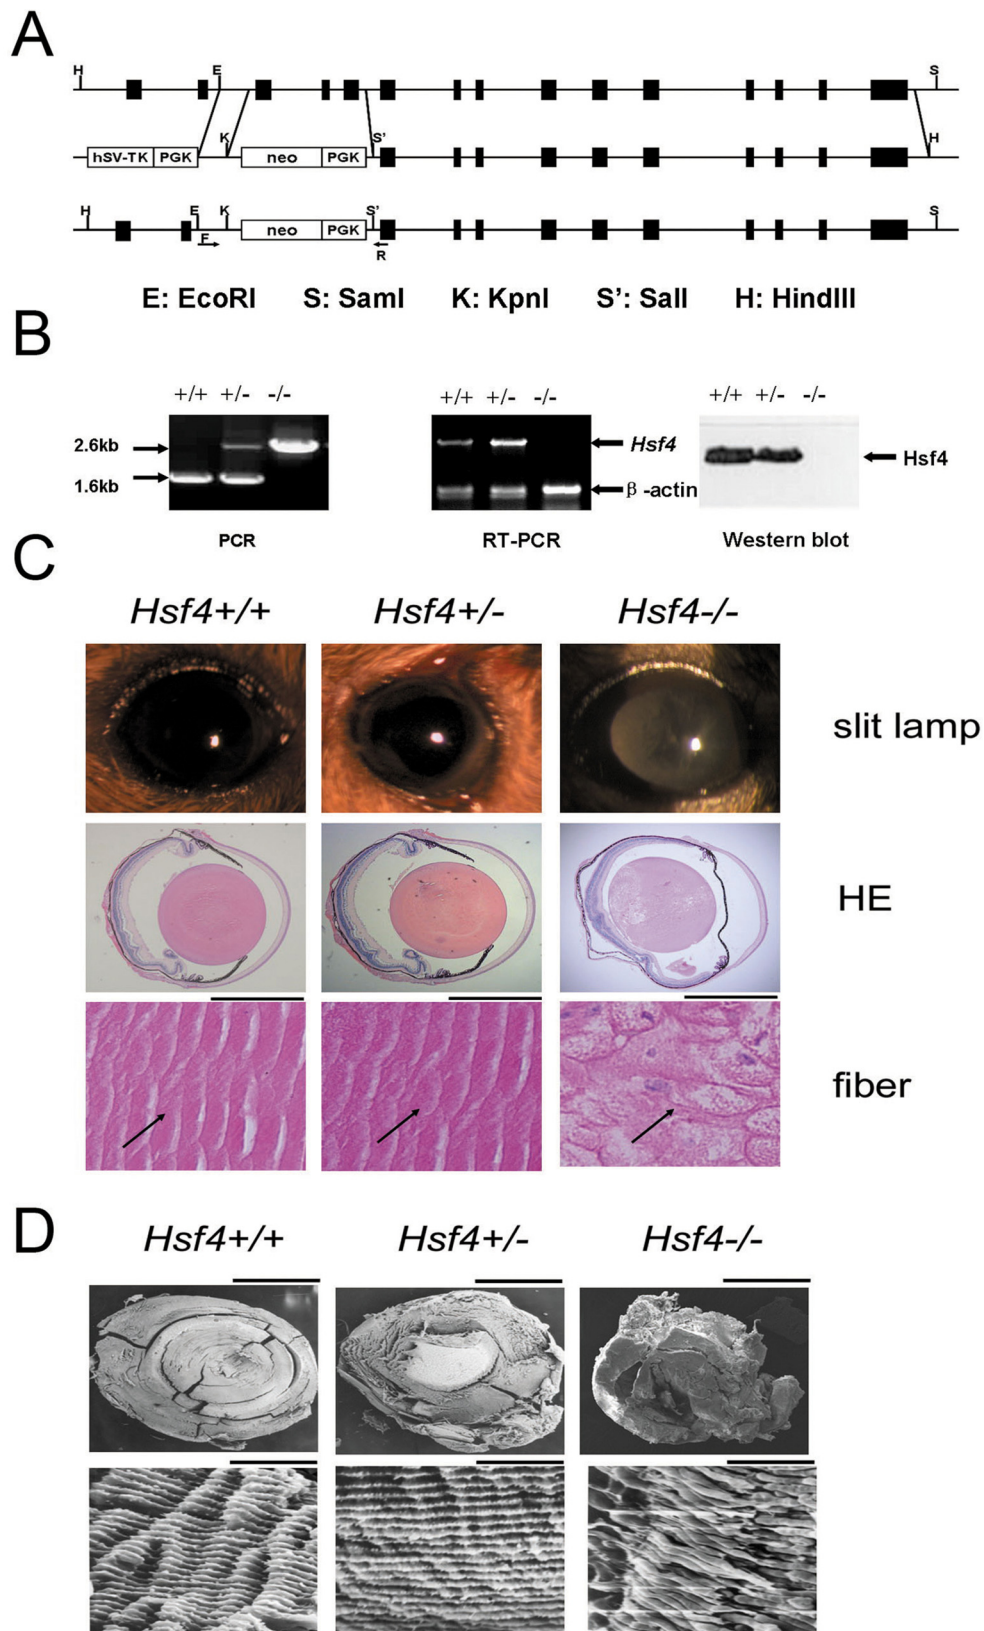 A
H E S
K S' H
hSV-TK PGK neo PGK
H E K S' S
F neo PGK
R
E: EcoRI S: SamI K: KpnI S': SalI H: HindIII
B
+/+ +/- -/- +/+ +/- -/- +/+ +/- -/-
2.6kb Hsf4 Hsf4
1.6kb β -actin
PCR RT-PCR Western blot
C
Hsf4+/+ Hsf4+/- Hsf4-/-
slit lamp
HE
fiber
D
Hsf4+/+ Hsf4+/- Hsf4-/-